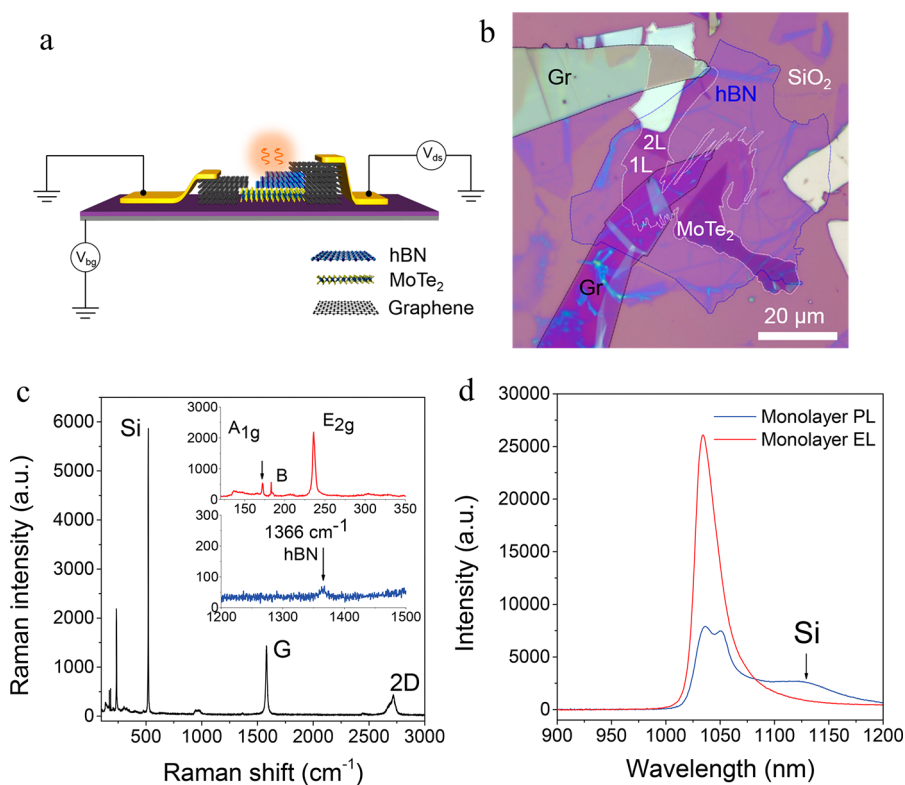 a
V_ds
V_bg
hBN
MoTe₂
Graphene
b
Gr
hBN
SiO₂
2L
1L
MoTe₂
Gr
20 μm
c
Raman intensity (a.u.)
6000
5000
4000
3000
2000
1000
0
Si
G
2D
500 1000 1500 2000 2500 3000
Raman shift (cm⁻¹)
3000
2000
1000
0
A₁g
B
E₂g
150 200 250 300 350
300
200
100
0
1366 cm⁻¹
hBN
1200 1300 1400 1500
d
Intensity (a.u.)
30000
25000
20000
15000
10000
5000
0
Monolayer PL
Monolayer EL
Si
900 950 1000 1050 1100 1150 1200
Wavelength (nm)